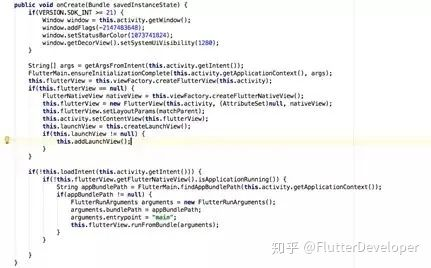 public void onCreate(Bundle savedInstanceState) {
if(VERSION.SDK_INT >= 21) {
Window window = this.activity.getWindow();
window.addFlags(-2147483648);
window.setStatusBarColor(1073741824);
window.getDecorView().setSystemUiVisibility(1280);
}
String[] args = getArgsFromIntent(this.activity.getIntent());
FlutterMain.ensureInitializationComplete(this.activity.getApplicationContext(), args);
this.flutterView = this.viewFactory.createFlutterView(this.activity);
if(this.flutterView == null) {
FlutterNativeView nativeView = this.viewFactory.createFlutterNativeView();
this.flutterView = new FlutterView(this.activity, (AttributeSet)null, nativeView);
this.flutterView.setLayoutParams(matchParent);
this.activity.setContentView(this.flutterView);
this.launchView = this.createLaunchView();
if(this.launchView != null) {
this.addLaunchView();
}
}
if(!this.loadIntent(this.activity.getIntent())) {
if(!this.flutterView.getFlutterNativeView().isApplicationRunning()) {
String appBundlePath = FlutterMain.findAppBundlePath(this.activity.getApplicationContext());
if(appBundlePath != null) {
FlutterRunArguments arguments = new FlutterRunArguments();
arguments.bundlePath = appBundlePath;
arguments.entrypoint = "main";
this.flutterView.runFromBundle(arguments);
}
}
}
}
知乎 @FlutterDeveloper